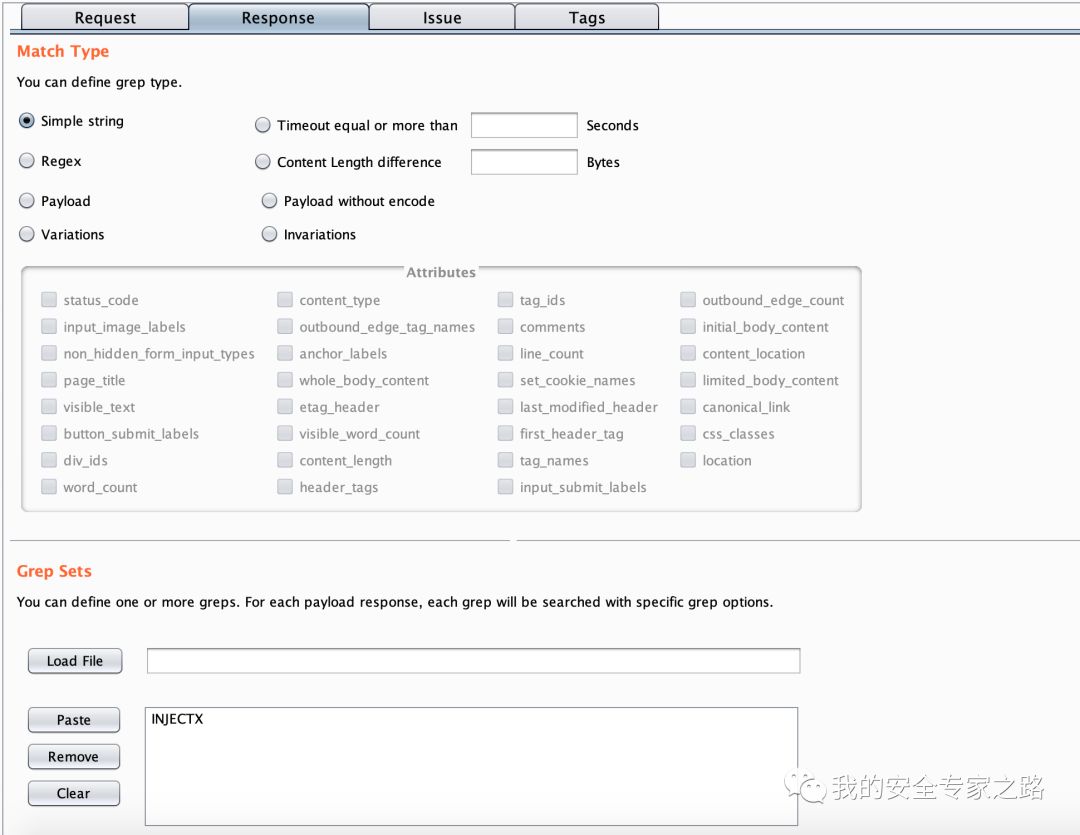 Request Response Issue Tags
Match Type
You can define grep type.
Simple string Timeout equal or more than Seconds
Regex Content Length difference Bytes
Payload Payload without encode
Variations Invariations
Attributes
status_code content_type tag_ids outbound_edge_count
input_image_labels outbound_edge_tag_names comments initial_body_content
non_hidden_form_input_types anchor_labels line_count content_location
page_title whole_body_content set_cookie_names limited_body_content
visible_text etag_header last_modified_header canonical_link
button_submit_labels visible_word_count first_header_tag css_classes
div_ids content_length tag_names location
word_count header_tags input_submit_labels
Grep Sets
You can define one or more greps. For each payload response, each grep will be searched with specific grep options.
Load File
Paste INJECTX
Remove
Clear
我的安全专家之路